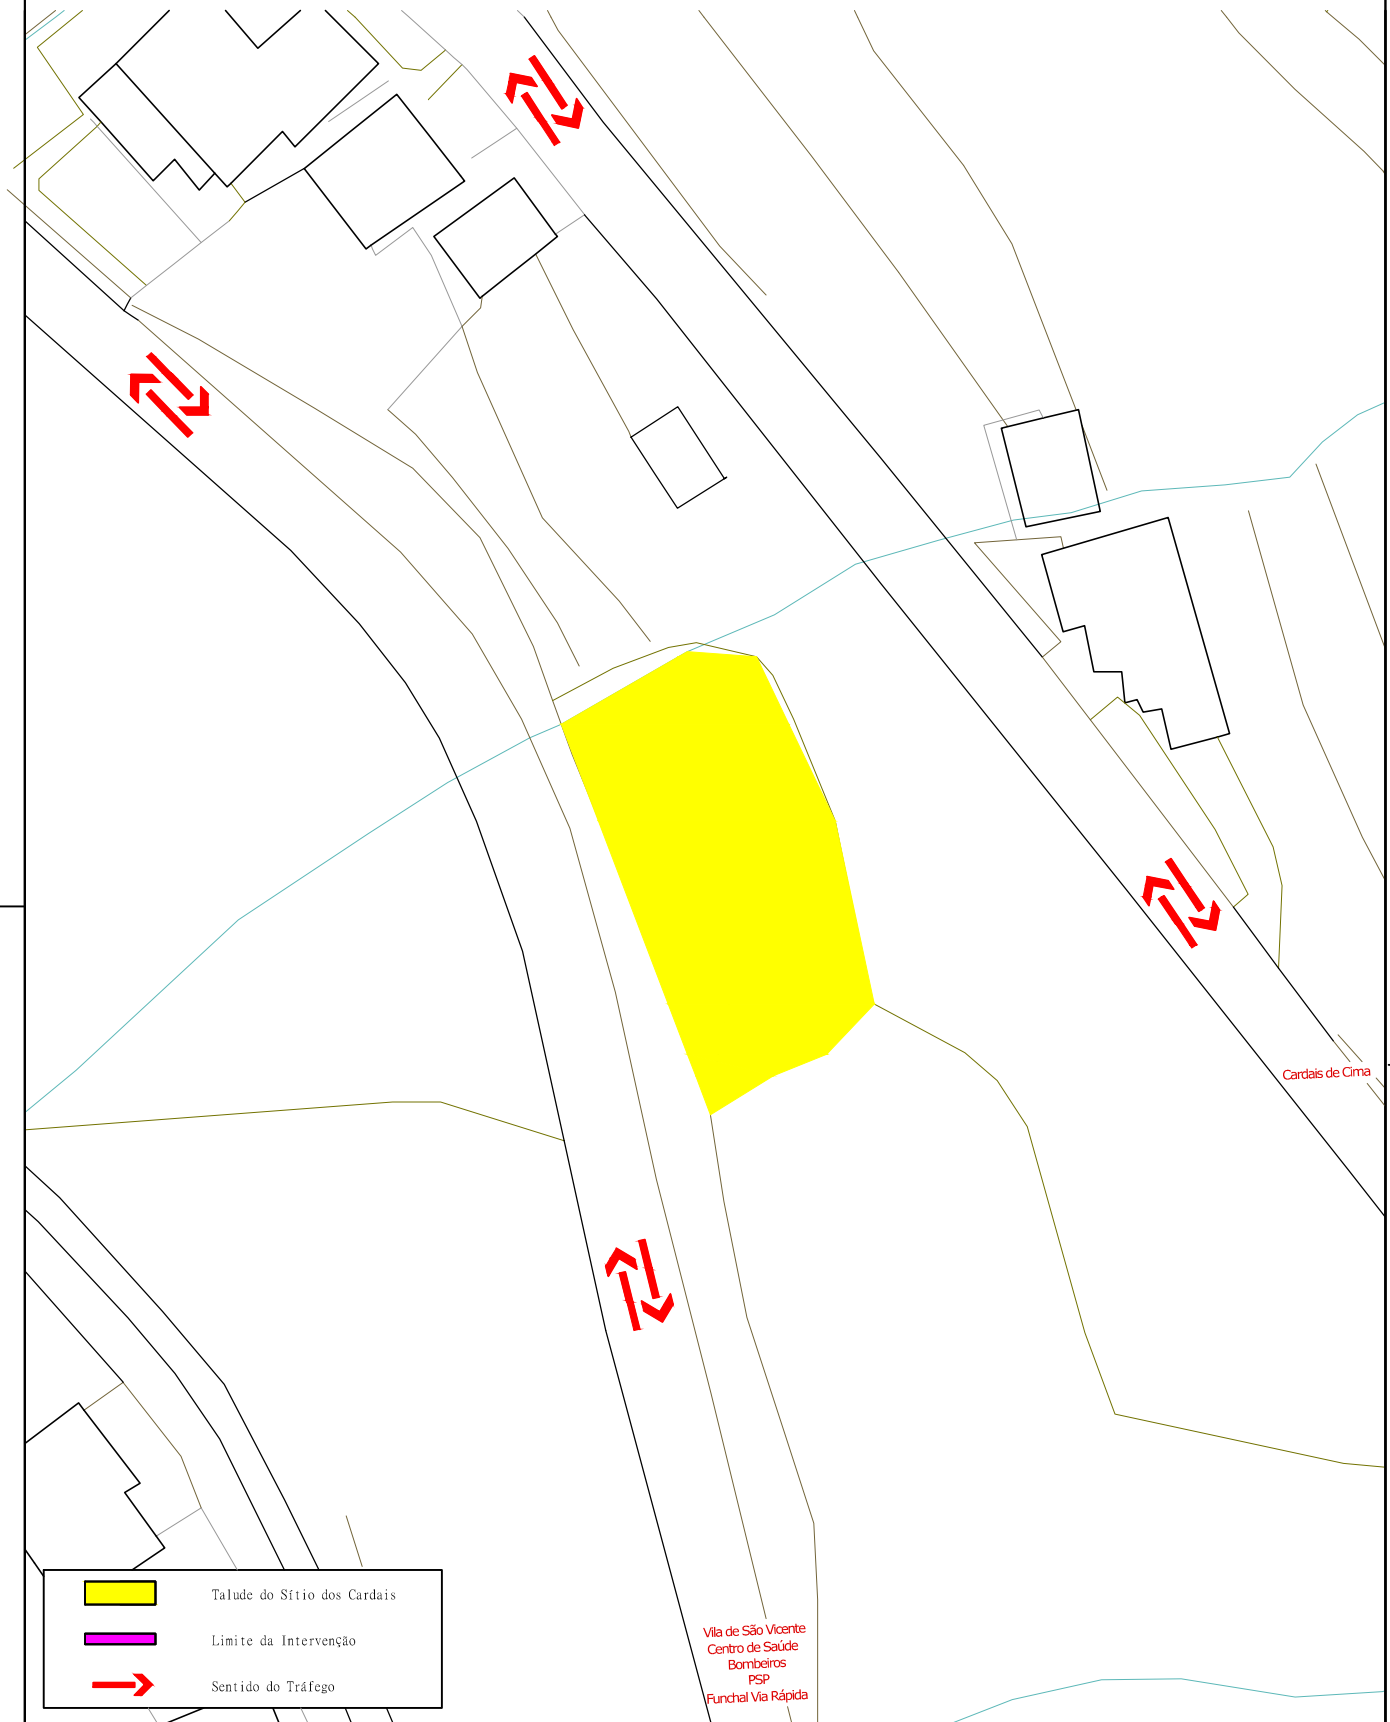 Cardais de Cima
Talude do Sítio dos Cardais
Limite da Intervenção
Sentido do Tráfego
Vila de São Vicente
Centro de Saúde
Bombeiros
PSP
Funchal Via Rápida